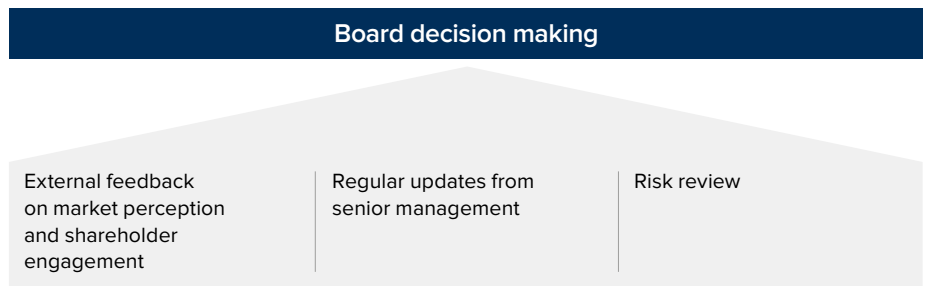 Board decision making
External feedback
on market perception
and shareholder
engagement
Regular updates from
senior management
Risk review